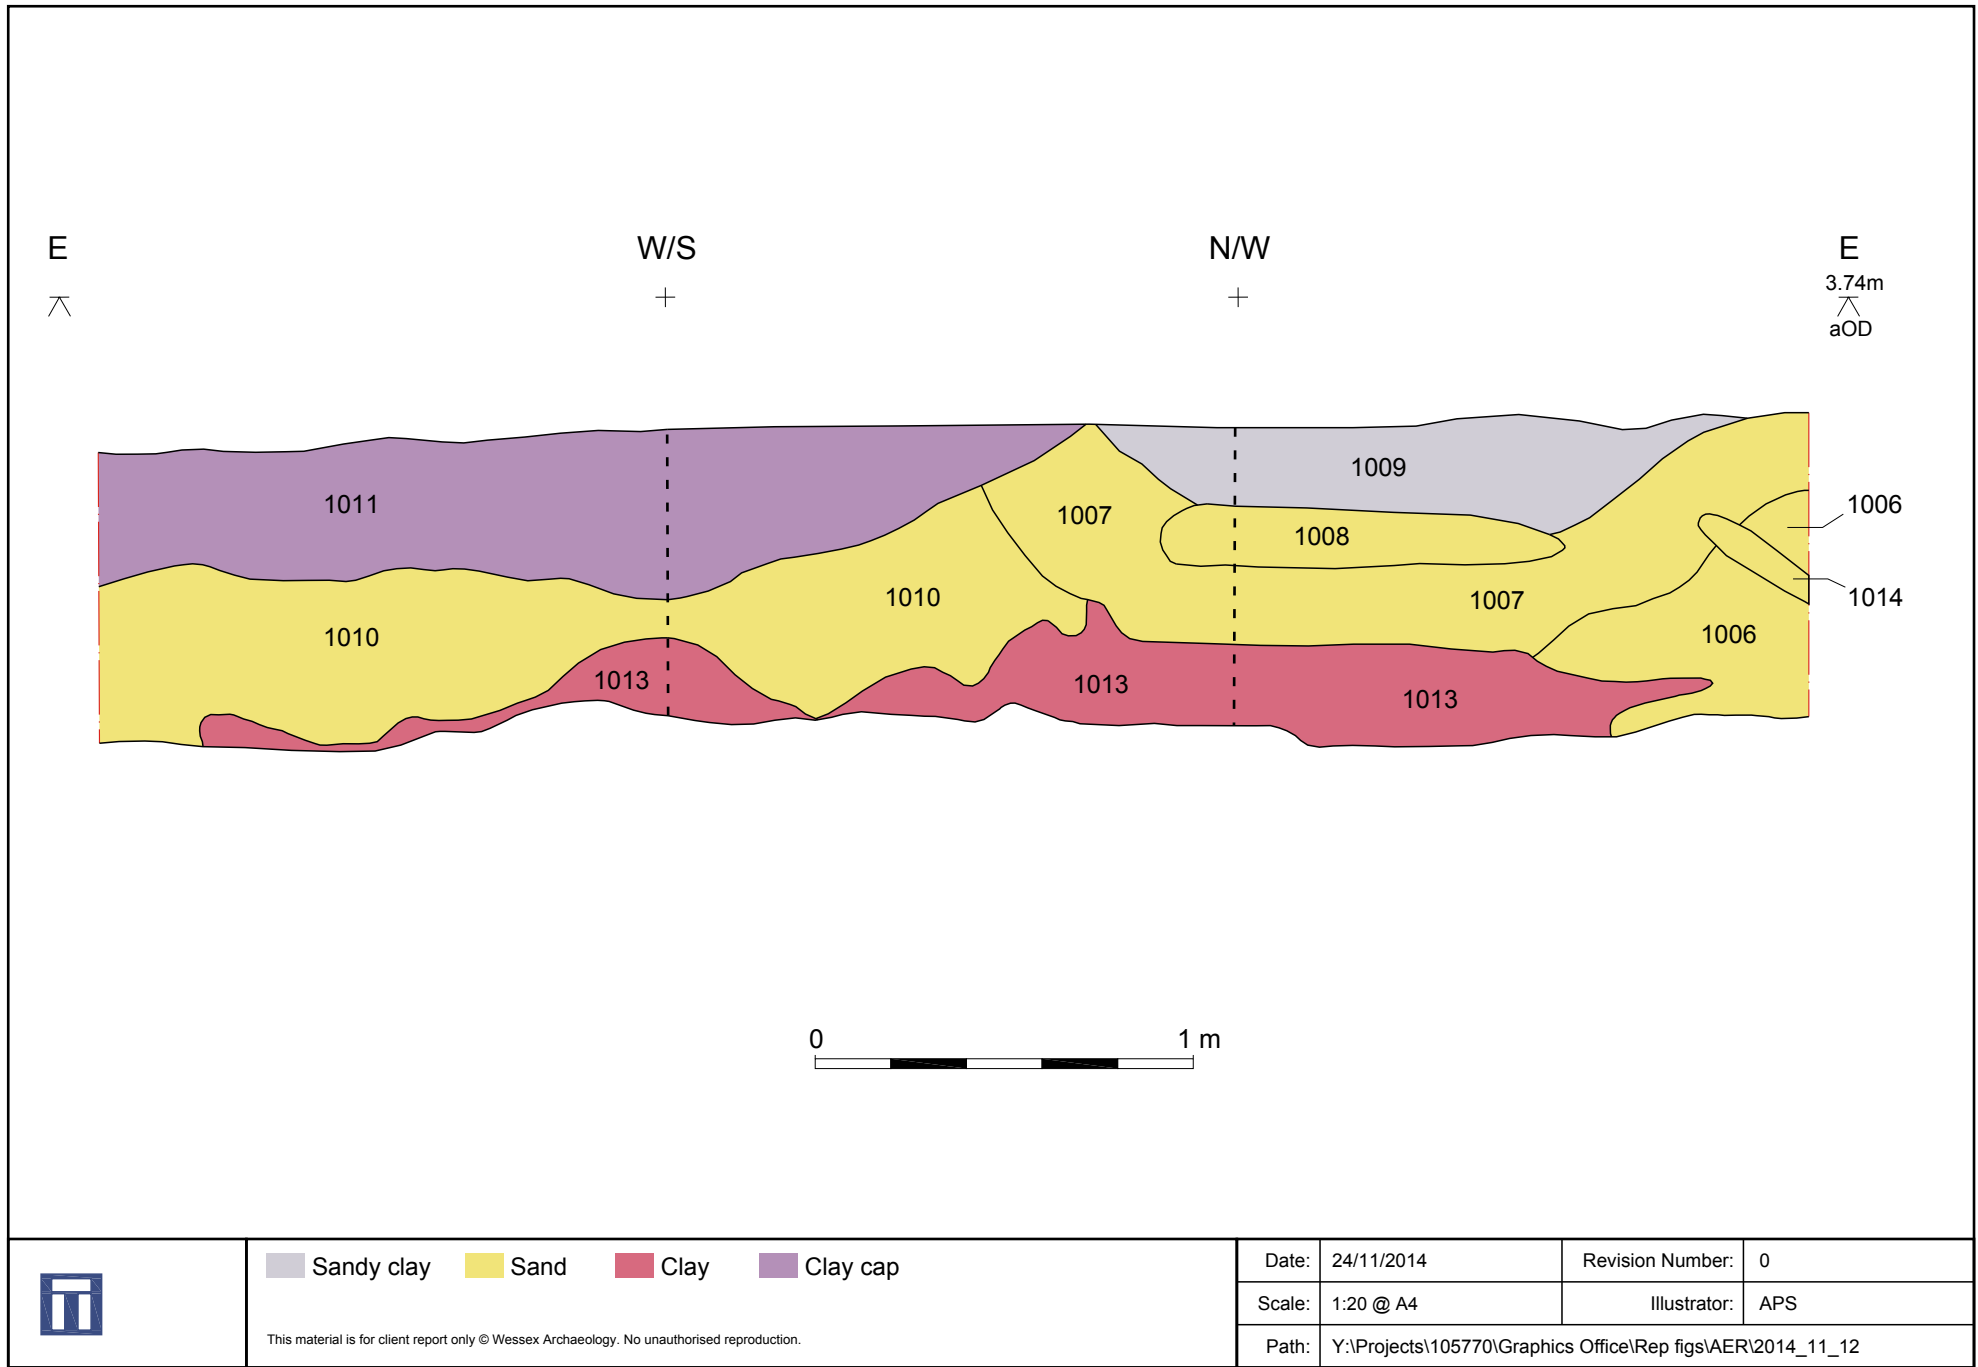 E
W/S
N/W
E
3.74m
aOD
1009
1011
1006
1007
1008
1010
1007
1014
1010
1006
1013
1013
1013
0 1 m
Sandy clay Sand Clay Clay cap
This material is for client report only © Wessex Archaeology. No unauthorised reproduction.
Date: 24/11/2014 Revision Number: 0
Scale: 1:20 @ A4 Illustrator: APS
Path: Y:\Projects\105770\Graphics Office\Rep figs\AER\2014_11_12